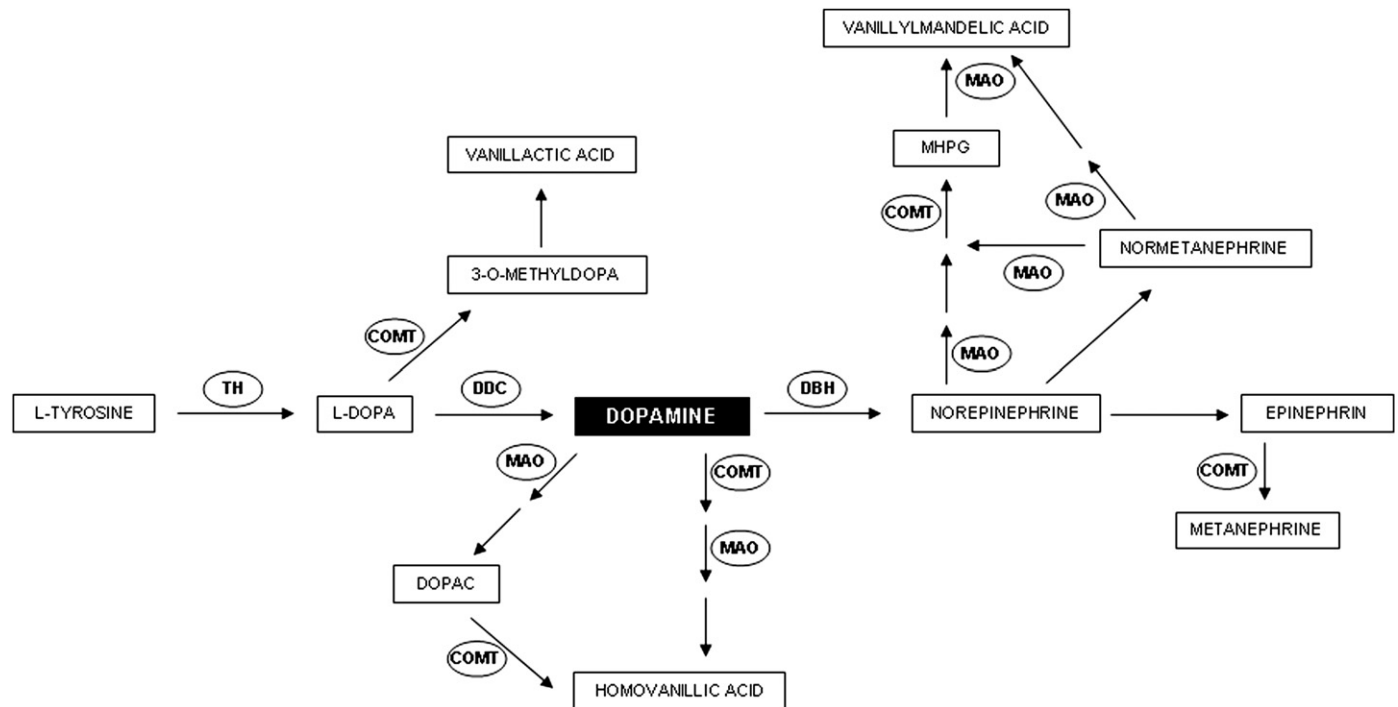 VANILLYLMANDELIC ACID
MAO
VANILLACTIC ACID
MHPG
MAO
COMT
NORMETANEPHRINE
3-O-METHYLDOPA
MAO
COMT
MAO
TH
DDC
DBH
L-TYROSINE
L-DOPA
DOPAMINE
NOREPINEPHRINE
EPINEPHRIN
MAO
COMT
COMT
METANEPHRINE
MAO
DOPAC
COMT
HOMOVANILLIC ACID